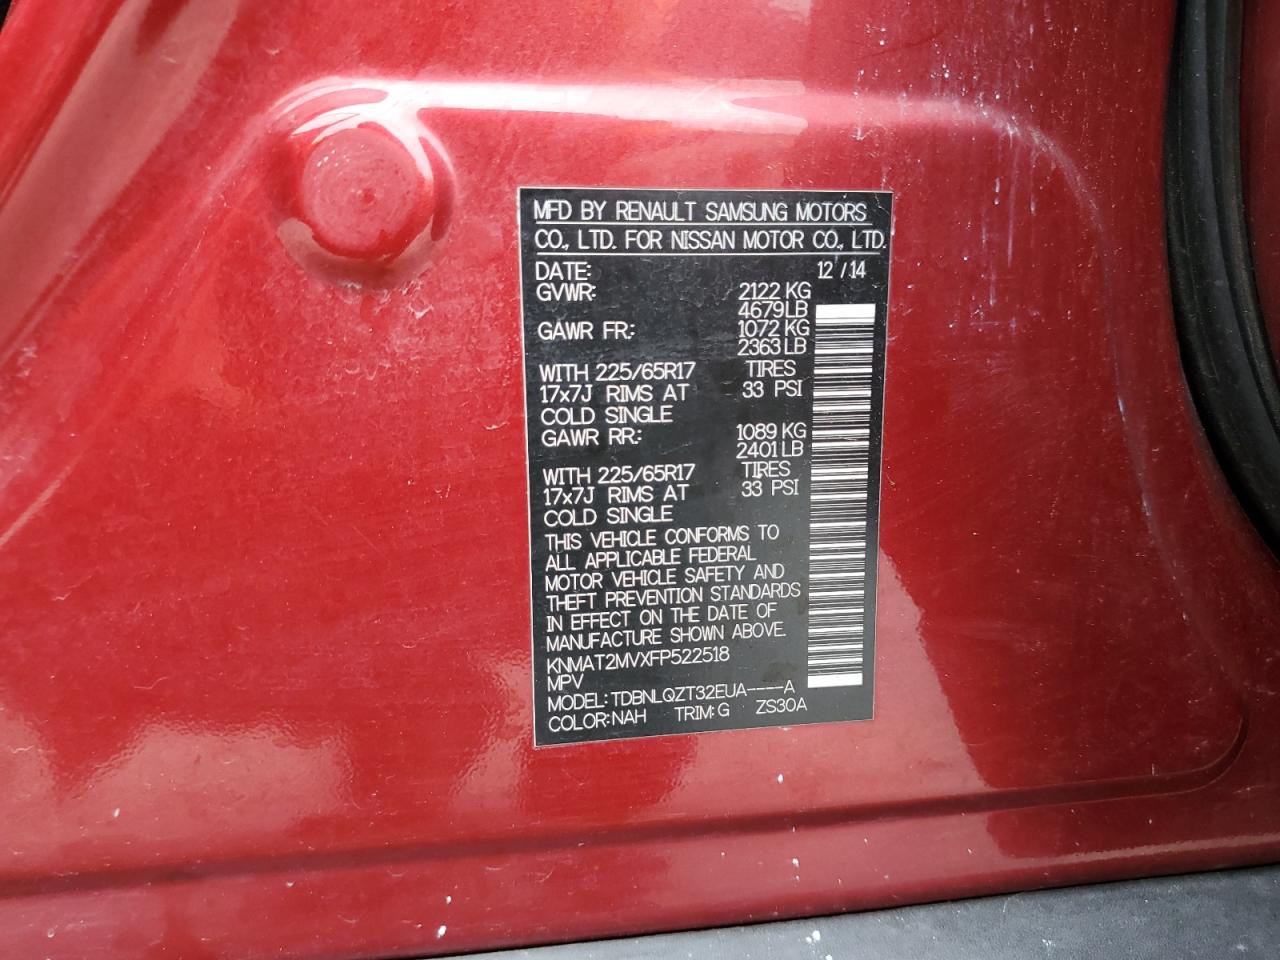 MFD BY RENAULT SAMSUNG MOTORS
CO., LTD. FOR NISSAN MOTOR CO., LTD.
DATE: 12 / 14
GVWR: 2122 KG
4679 LB
GAWR FR.: 1072 KG
2363 LB
WITH 225/65R17 TIRES
17x7J RIMS AT 33 PSI
COLD SINGLE
GAWR RR.: 1089 KG
2401 LB
WITH 225/65R17 TIRES
17x7J RIMS AT 33 PSI
COLD SINGLE
THIS VEHICLE CONFORMS TO
ALL APPLICABLE FEDERAL
MOTOR VEHICLE SAFETY AND
THEFT PREVENTION STANDARDS
IN EFFECT ON THE DATE OF
MANUFACTURE SHOWN ABOVE.
KNMAT2MVXFP522518
MPV
MODEL: TDBNLQZT32EUA----A
COLOR: NAH TRIM: G ZS30A